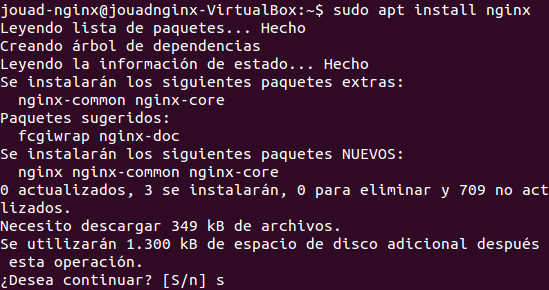 jouad-nginx@jouadnginx-VirtualBox:~$ sudo apt install nginx
Leyendo lista de paquetes... Hecho
Creando árbol de dependencias
Leyendo la información de estado... Hecho
Se instalarán los siguientes paquetes extras:
  nginx-common nginx-core
Paquetes sugeridos:
  fcgiwrap nginx-doc
Se instalarán los siguientes paquetes NUEVOS:
  nginx nginx-common nginx-core
0 actualizados, 3 se instalarán, 0 para eliminar y 709 no act
lizados.
Necesito descargar 349 kB de archivos.
Se utilizarán 1.300 kB de espacio de disco adicional después
 esta operación.
¿Desea continuar? [S/n] s